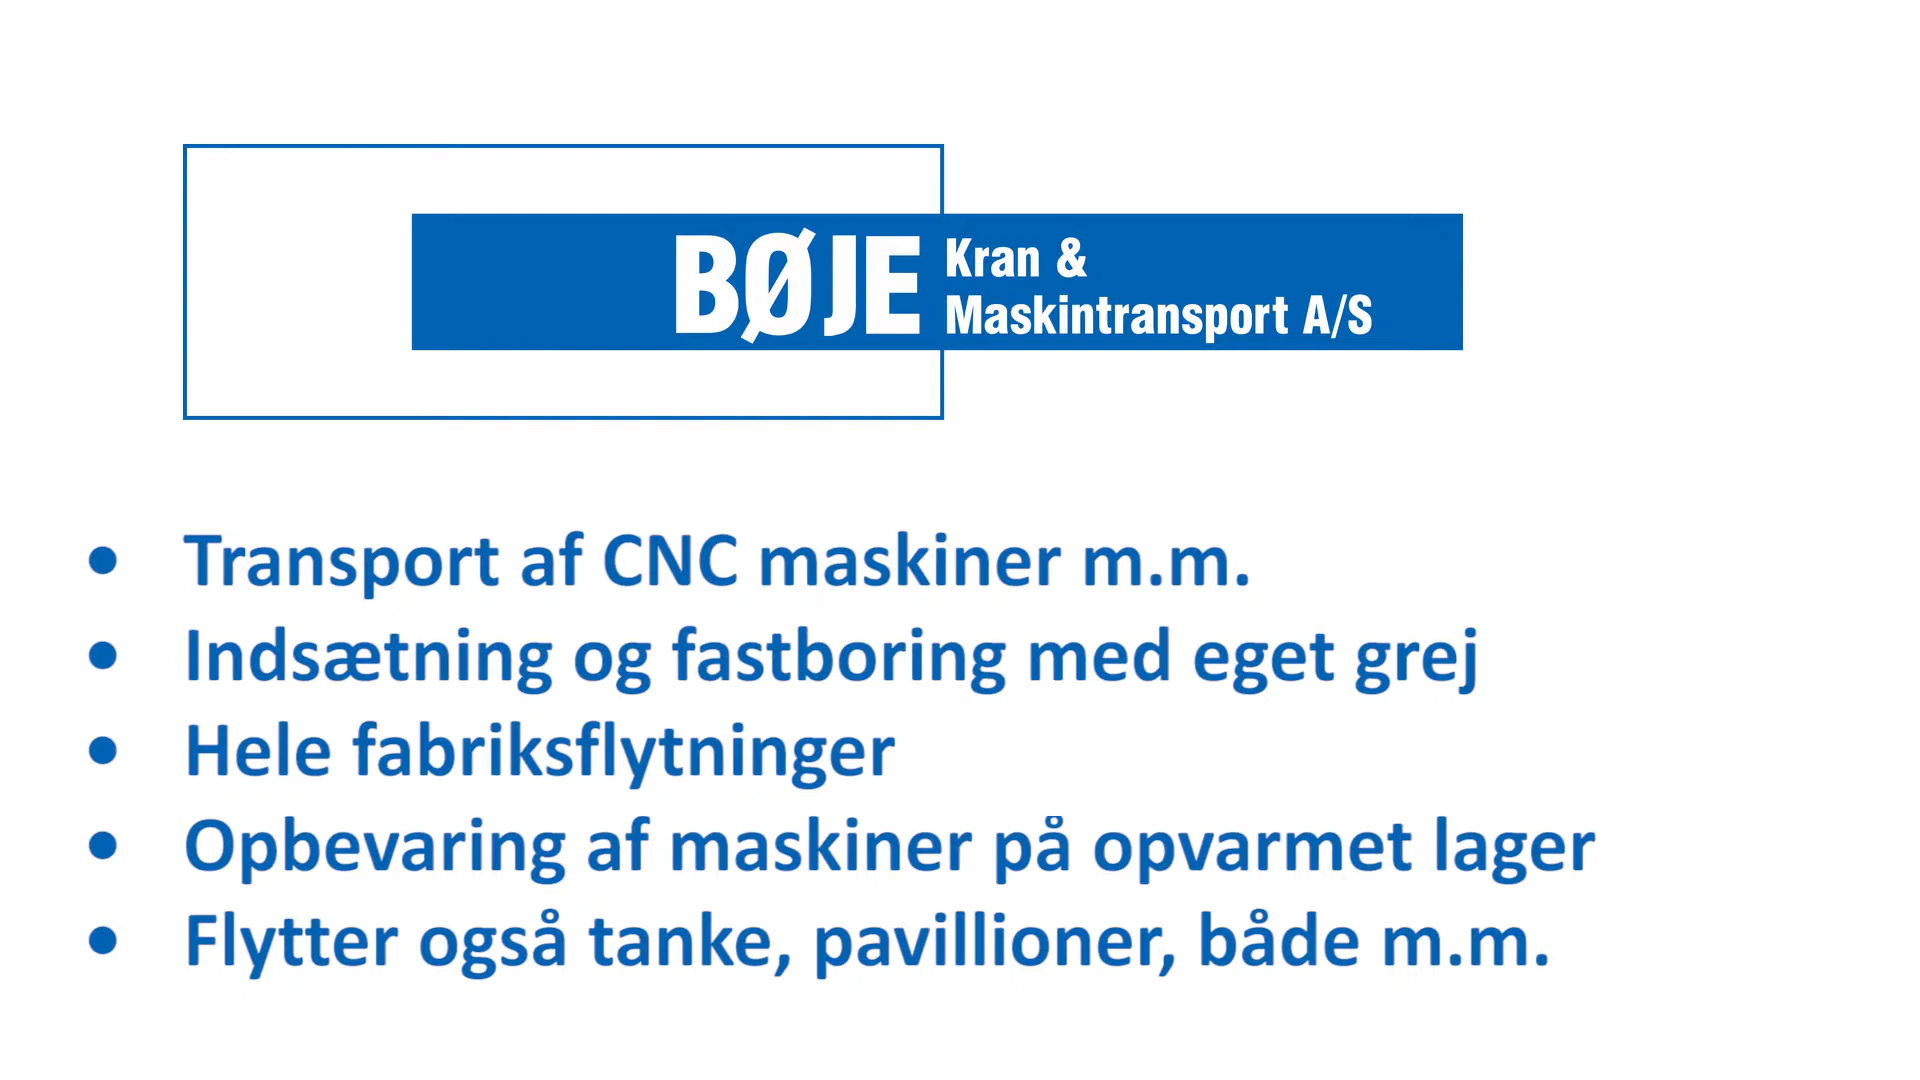 BØJE Kran &
Maskintransport A/S
• Transport af CNC maskiner m.m.
• Indsætning og fastboring med eget grej
• Hele fabriksflytninger
• Opbevaring af maskiner på opvarmet lager
• Flytter også tanke, pavillioner, både m.m.